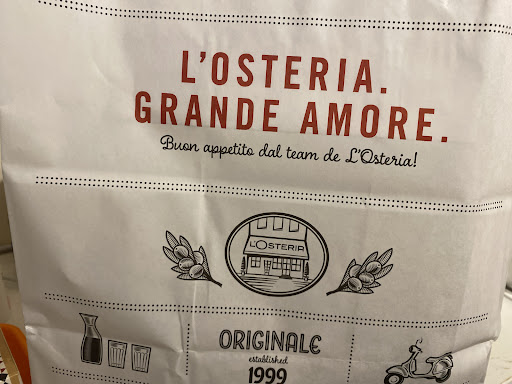 L'OSTERIA.
GRANDE AMORE.
Buon appetito dal team de L'Osteria!
L'OSTERIA
ORIGINALE
established
1999